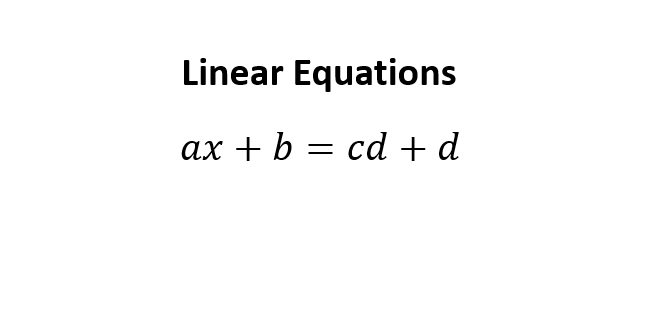 Linear Equations
ax + b = cd + d